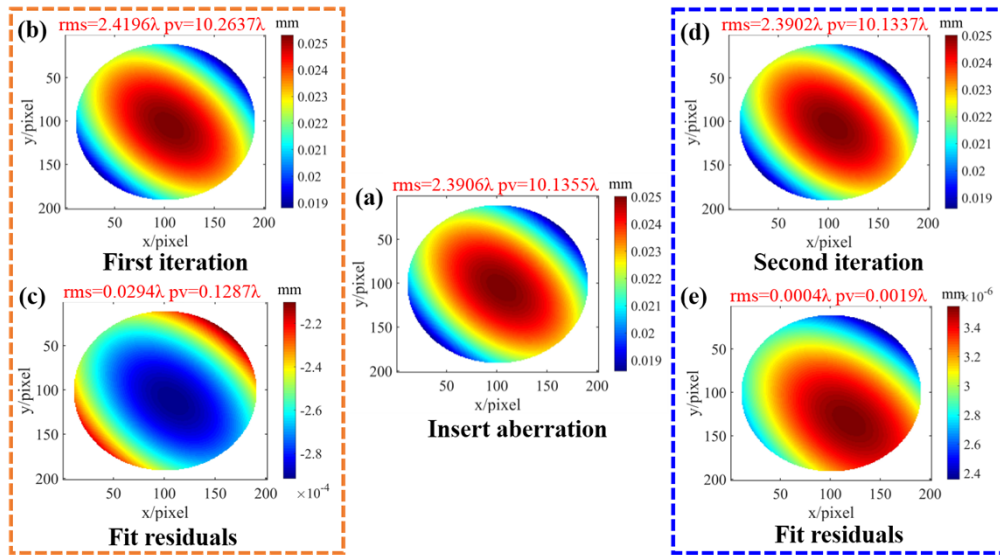 (b)
rms=2.4196λ pv=10.2637λ
mm
0.025
0.024
0.023
0.022
0.021
0.02
0.019
y/pixel
50
100
150
200
50
100
150
200
x/pixel
First iteration
(c)
rms=0.0294λ pv=0.1287λ
mm
-2.2
-2.4
-2.6
-2.8
×10⁻⁴
y/pixel
50
100
150
200
50
100
150
200
x/pixel
Fit residuals
(a)
rms=2.3906λ pv=10.1355λ
mm
0.025
0.024
0.023
0.022
0.021
0.02
0.019
y/pixel
50
100
150
200
50
100
150
200
x/pixel
Insert aberration
(d)
rms=2.3902λ pv=10.1337λ
mm
0.025
0.024
0.023
0.022
0.021
0.02
0.019
y/pixel
50
100
150
200
50
100
150
200
x/pixel
Second iteration
(e)
rms=0.0004λ pv=0.0019λ
mm
×10⁻⁶
3.4
3.2
3
2.8
2.6
2.4
y/pixel
50
100
150
200
50
100
150
200
x/pixel
Fit residuals